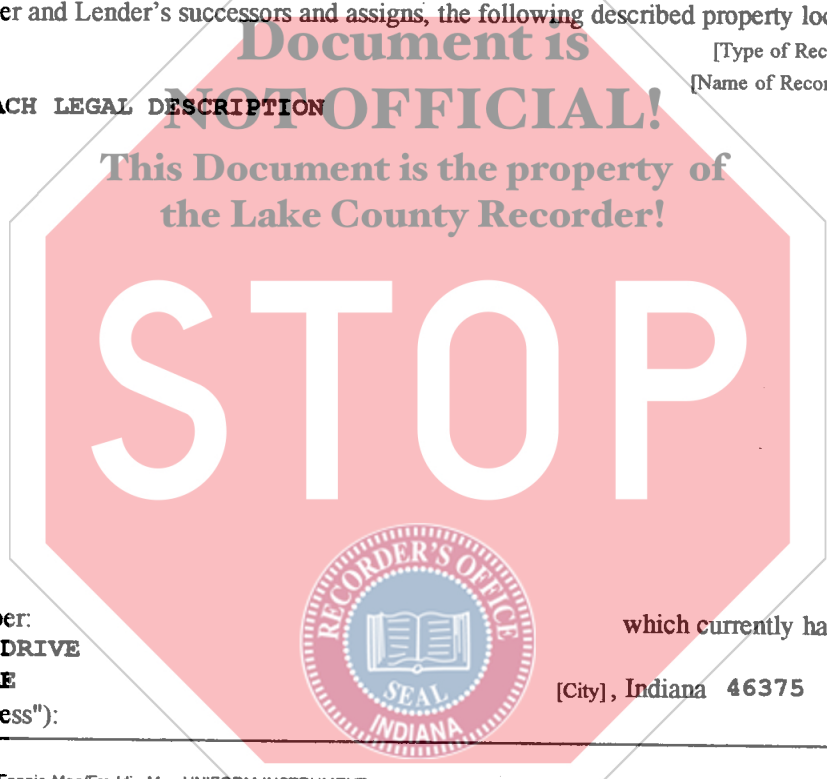 er and Lender's successors and assigns, the following described property loc
Document is
[Type of Rec
[Name of Recor
ACH LEGAL DESCRIPTION
NOT OFFICIAL!
This Document is the property of
the Lake County Recorder!
STOP
RECORDER'S OFFICE
SEAL
INDIANA
er:
which currently ha
DRIVE
E
[City], Indiana 46375
ess"):